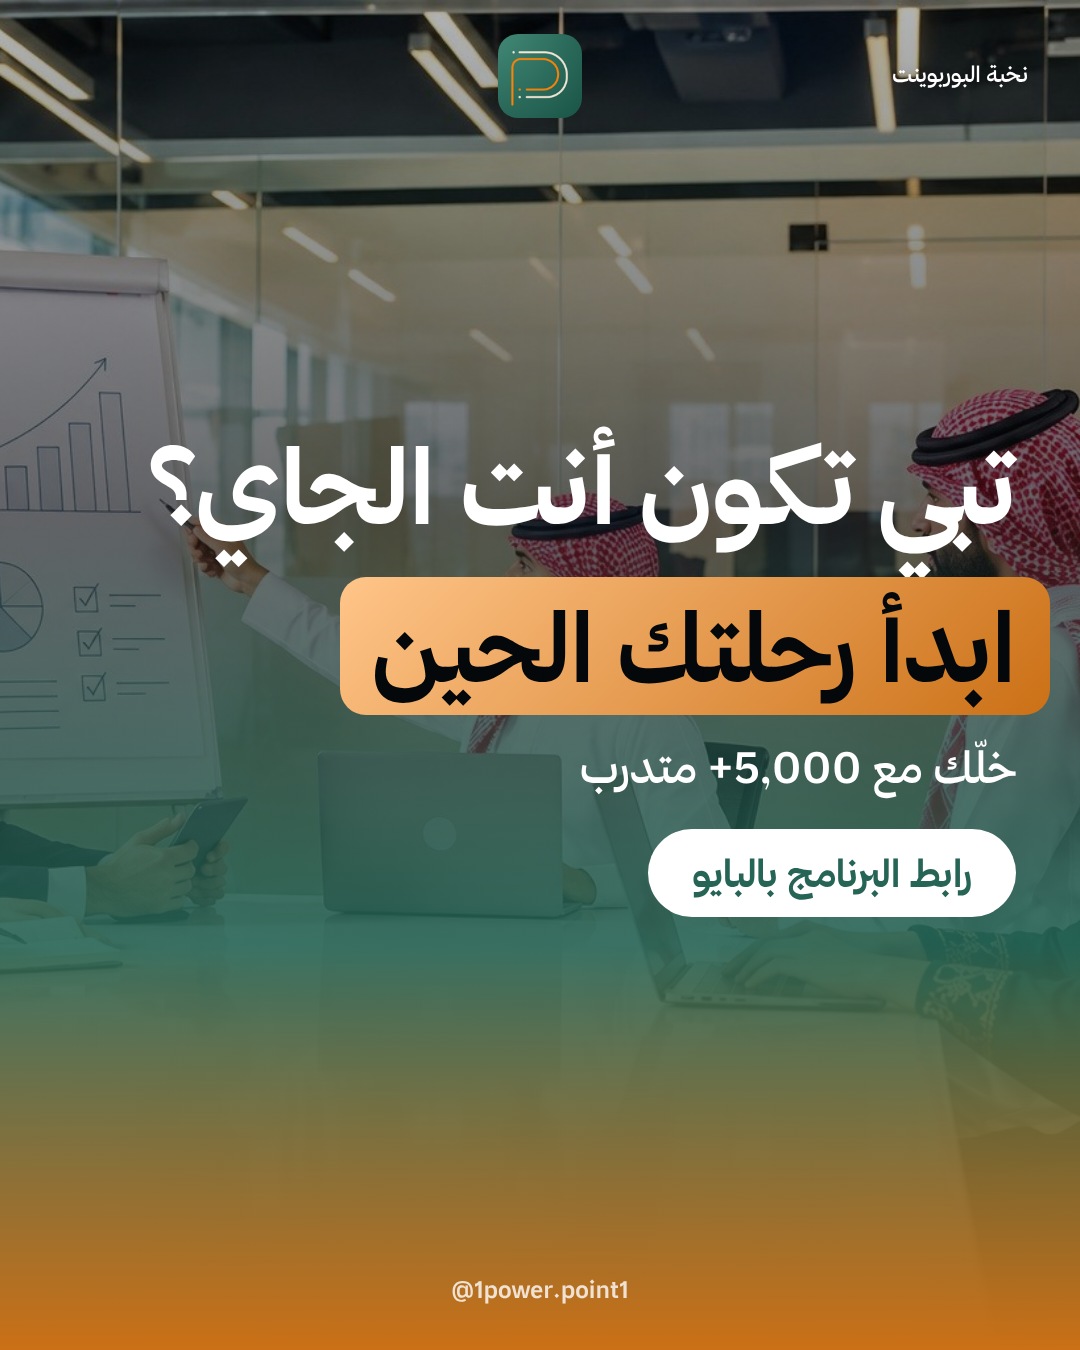 نخبة البوربوينت
تبي تكون أنت الجاي؟
ابدأ رحلتك الحين
خلّك مع 5,000+ متدرب
رابط البرنامج بالبايو
@1power.point1